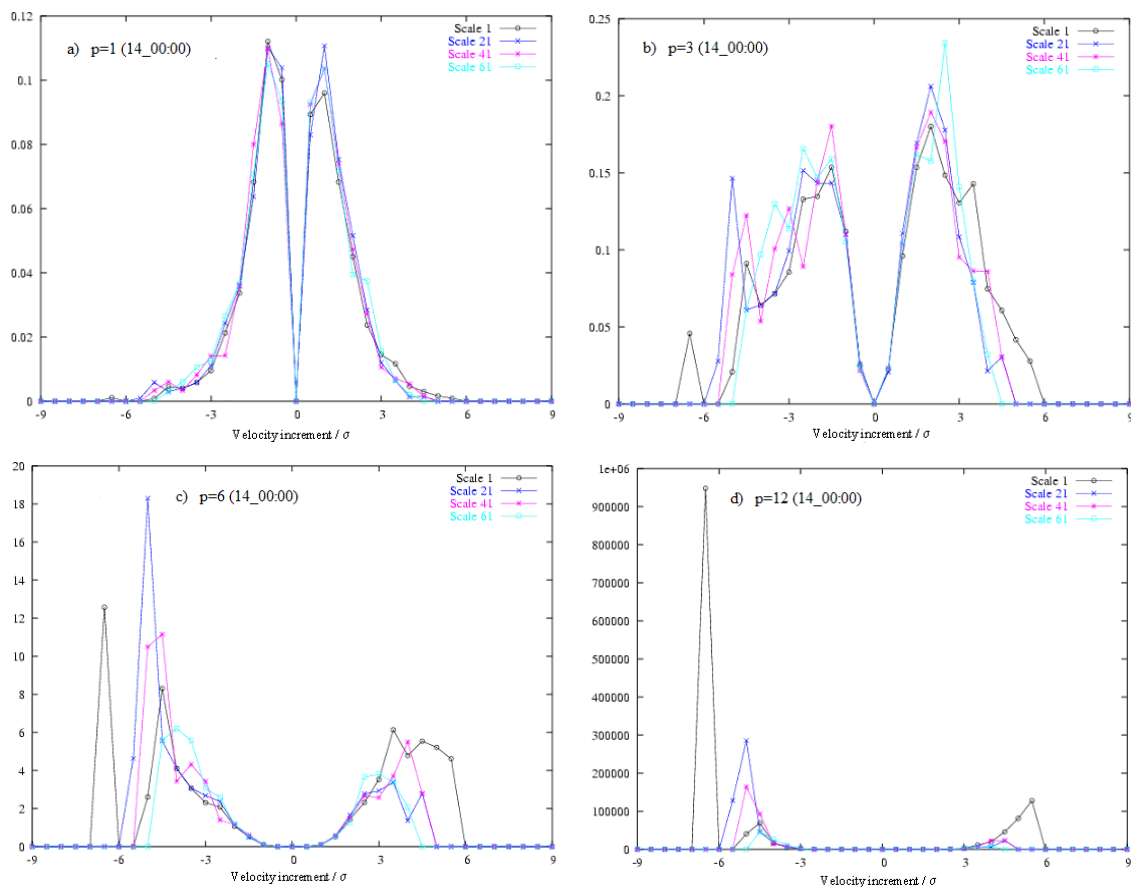 a) p=1 (14_00:00)
Scale 1
Scale 21
Scale 41
Scale 61
0.12
0.1
0.08
0.06
0.04
0.02
0
-9 -6 -3 0 3 6 9
Velocity increment / σ
b) p=3 (14_00:00)
Scale 1
Scale 21
Scale 41
Scale 61
0.25
0.2
0.15
0.1
0.05
0
-9 -6 -3 0 3 6 9
Velocity increment / σ
c) p=6 (14_00:00)
Scale 1
Scale 21
Scale 41
Scale 61
20
18
16
14
12
10
8
6
4
2
0
-9 -6 -3 0 3 6 9
Velocity increment / σ
d) p=12 (14_00:00)
Scale 1
Scale 21
Scale 41
Scale 61
1e+06
900000
800000
700000
600000
500000
400000
300000
200000
100000
0
-9 -6 -3 0 3 6 9
Velocity increment / σ